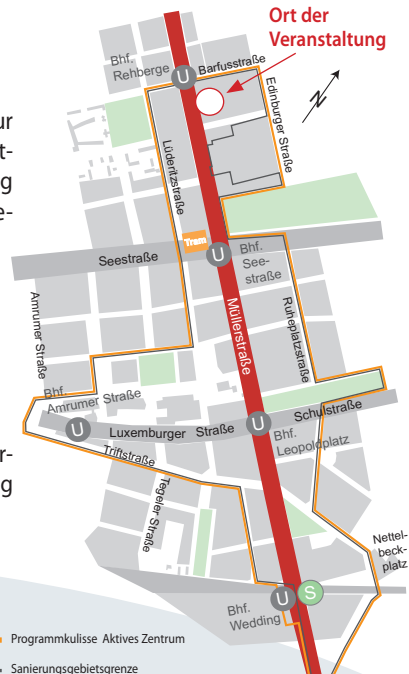 Ort der
Veranstaltung
Bhf.
Rehberge
U
Barfusstraße
Edinburger Straße
N
ur
t-
g
e-
Lüderitzstraße
Tram
Seestraße
U
Bhf.
See-
straße
Amrumer Straße
Müllerstraße
Ruheplatzstraße
Bhf.
Amrumer Straße
U
Luxemburger Straße
U
Schulstraße
Bhf.
Leopoldplatz
Triftstraße
Tegeler Straße
r-
g
Nettel-
beck-
platz
U
S
Bhf.
Wedding
Programmkulisse Aktives Zentrum
Sanierungsgebietsgrenze